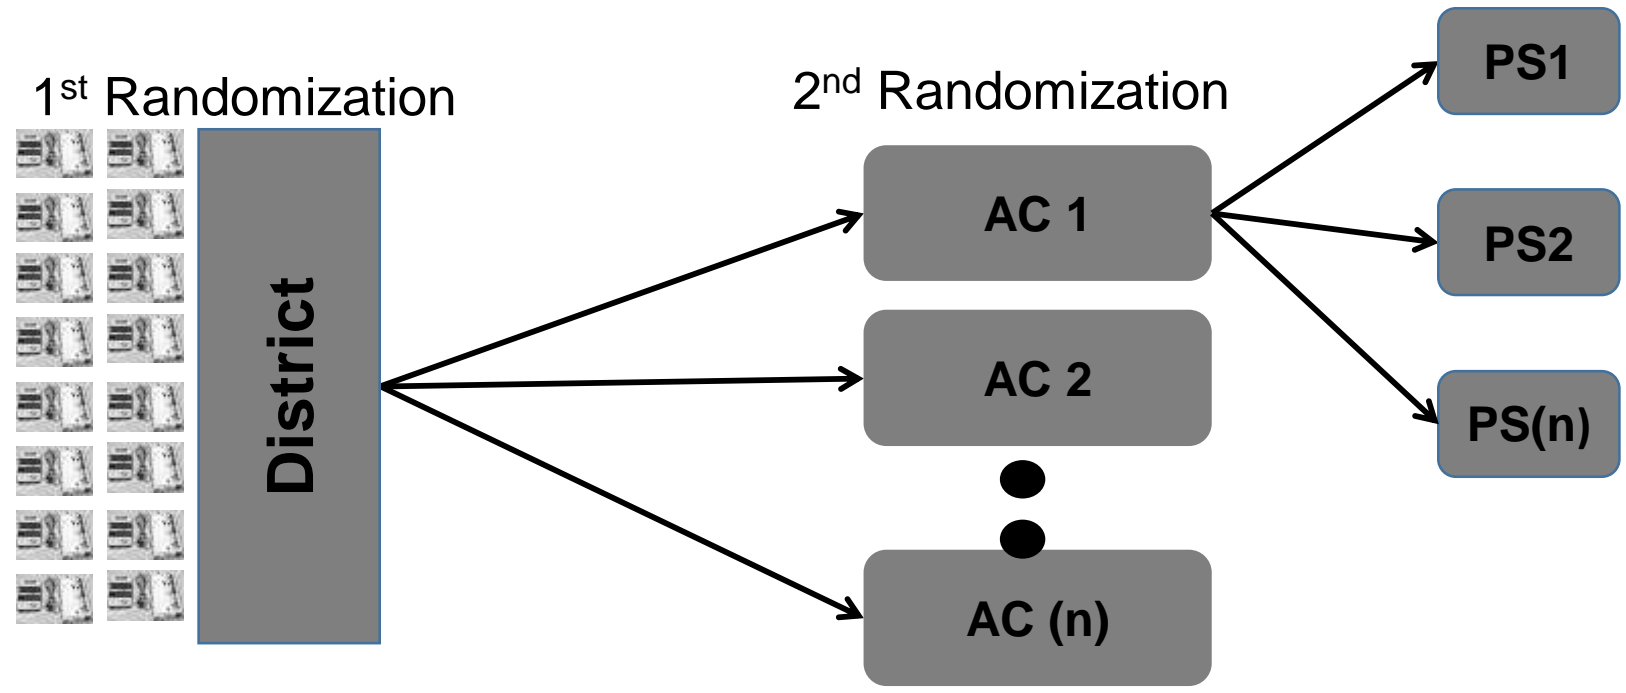 1st Randomization
2nd Randomization
District
AC 1
AC 2
AC (n)
PS1
PS2
PS(n)